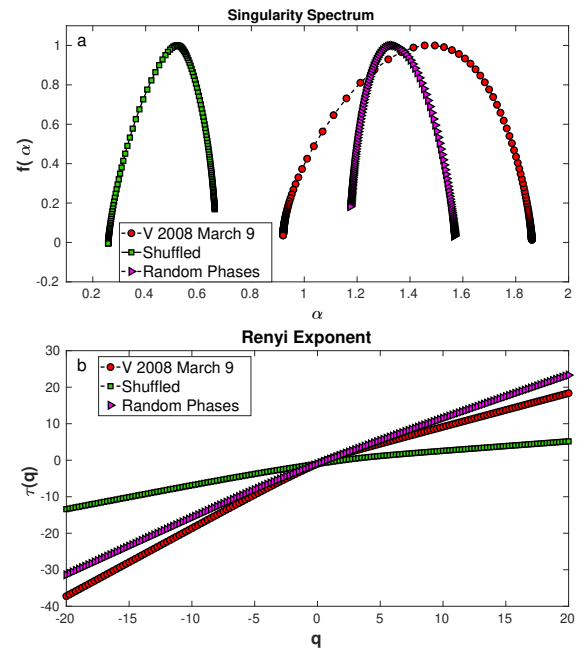 Singularity Spectrum
a
1
0.8
0.6
0.4
0.2
0
-0.2
f( α)
V 2008 March 9
Shuffled
Random Phases
0.2 0.4 0.6 0.8 1 1.2 1.4 1.6 1.8 2
α
Renyi Exponent
b
30
20
10
0
-10
-20
-30
-40
τ(q)
V 2008 March 9
Shuffled
Random Phases
-20 -15 -10 -5 0 5 10 15 20
q